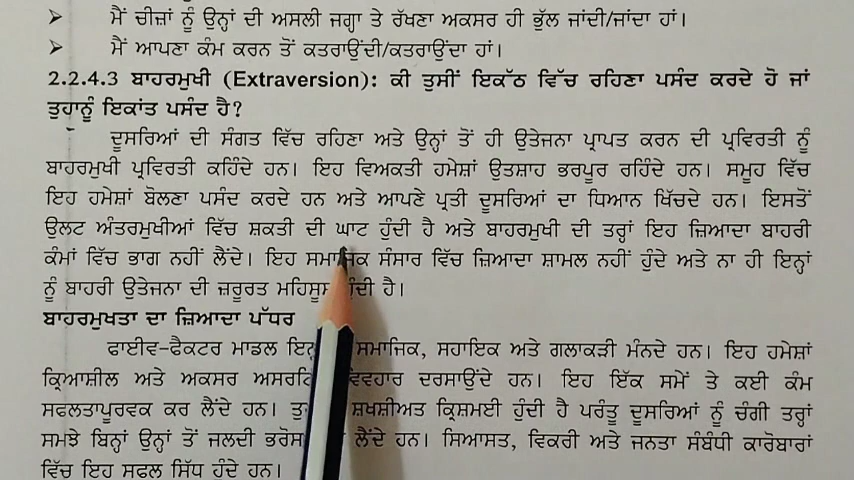 ➤ ਮੈਂ ਚੀਜ਼ਾਂ ਨੂੰ ਉਨ੍ਹਾਂ ਦੀ ਅਸਲੀ ਜਗ੍ਹਾ ਤੇ ਰੱਖਣਾ ਅਕਸਰ ਹੀ ਭੁੱਲ ਜਾਂਦੀ/ਜਾਂਦਾ ਹਾਂ।
➤ ਮੈਂ ਆਪਣਾ ਕੰਮ ਕਰਨ ਤੋਂ ਕਤਰਾਉਂਦੀ/ਕਤਰਾਉਂਦਾ ਹਾਂ।
2.2.4.3 ਬਾਹਰਮੁਖੀ (Extraversion): ਕੀ ਤੁਸੀਂ ਇਕੱਠ ਵਿੱਚ ਰਹਿਣਾ ਪਸੰਦ ਕਰਦੇ ਹੋ ਜਾਂ
ਤੁਹਾਨੂੰ ਇਕਾਂਤ ਪਸੰਦ ਹੈ?
ਦੂਸਰਿਆਂ ਦੀ ਸੰਗਤ ਵਿੱਚ ਰਹਿਣਾ ਅਤੇ ਉਨ੍ਹਾਂ ਤੋਂ ਹੀ ਉਤੇਜਨਾ ਪ੍ਰਾਪਤ ਕਰਨ ਦੀ ਪ੍ਰਵਿਰਤੀ ਨੂੰ
ਬਾਹਰਮੁਖੀ ਪ੍ਰਵਿਰਤੀ ਕਹਿੰਦੇ ਹਨ। ਇਹ ਵਿਅਕਤੀ ਹਮੇਸ਼ਾਂ ਉਤਸ਼ਾਹ ਭਰਪੂਰ ਰਹਿੰਦੇ ਹਨ। ਸਮੂਹ ਵਿੱਚ
ਇਹ ਹਮੇਸ਼ਾਂ ਬੋਲਣਾ ਪਸੰਦ ਕਰਦੇ ਹਨ ਅਤੇ ਆਪਣੇ ਪ੍ਰਤੀ ਦੂਸਰਿਆਂ ਦਾ ਧਿਆਨ ਖਿੱਚਦੇ ਹਨ। ਇਸਤੋਂ
ਉਲਟ ਅੰਤਰਮੁਖੀਆਂ ਵਿੱਚ ਸ਼ਕਤੀ ਦੀ ਘਾਟ ਹੁੰਦੀ ਹੈ ਅਤੇ ਬਾਹਰਮੁਖੀ ਦੀ ਤਰ੍ਹਾਂ ਇਹ ਜ਼ਿਆਦਾ ਬਾਹਰੀ
ਕੰਮਾਂ ਵਿੱਚ ਭਾਗ ਨਹੀਂ ਲੈਂਦੇ। ਇਹ ਸਮਾਜਿਕ ਸੰਸਾਰ ਵਿੱਚ ਜ਼ਿਆਦਾ ਸ਼ਾਮਲ ਨਹੀਂ ਹੁੰਦੇ ਅਤੇ ਨਾ ਹੀ ਇਨ੍ਹਾਂ
ਨੂੰ ਬਾਹਰੀ ਉਤੇਜਨਾ ਦੀ ਜ਼ਰੂਰਤ ਮਹਿਸੂਸ ਹੁੰਦੀ ਹੈ।
ਬਾਹਰਮੁਖਤਾ ਦਾ ਜ਼ਿਆਦਾ ਪੱਧਰ
ਫਾਈਵ-ਫੈਕਟਰ ਮਾਡਲ ਸਮਾਜਿਕ, ਸਹਾਇਕ ਅਤੇ ਗਲਾਕੜੀ ਮੰਨਦੇ ਹਨ। ਇਹ ਹਮੇਸ਼ਾਂ
ਕ੍ਰਿਆਸ਼ੀਲ ਅਤੇ ਅਕਸਰ ਵਿਵਹਾਰ ਦਰਸਾਉਂਦੇ ਹਨ। ਇਹ ਇੱਕ ਸਮੇਂ ਤੇ ਕਈ ਕੰਮ
ਸਫਲਤਾਪੂਰਵਕ ਕਰ ਲੈਂਦੇ ਹਨ। ਸ਼ਖਸ਼ੀਅਤ ਕ੍ਰਿਸ਼ਮਈ ਹੁੰਦੀ ਹੈ ਪਰੰਤੂ ਦੂਸਰਿਆਂ ਨੂੰ ਚੰਗੀ ਤਰ੍ਹਾਂ
ਸਮਝੇ ਬਿਨ੍ਹਾਂ ਉਨ੍ਹਾਂ ਤੋਂ ਜਲਦੀ ਲੈਂਦੇ ਹਨ। ਸਿਆਸਤ, ਵਿਕਰੀ ਅਤੇ ਜਨਤਾ ਸੰਬੰਧੀ ਕਾਰੋਬਾਰਾਂ
ਵਿੱਚ ਇਹ ਸਫਲ ਸਿੱਧ ਹੁੰਦੇ ਹਨ।